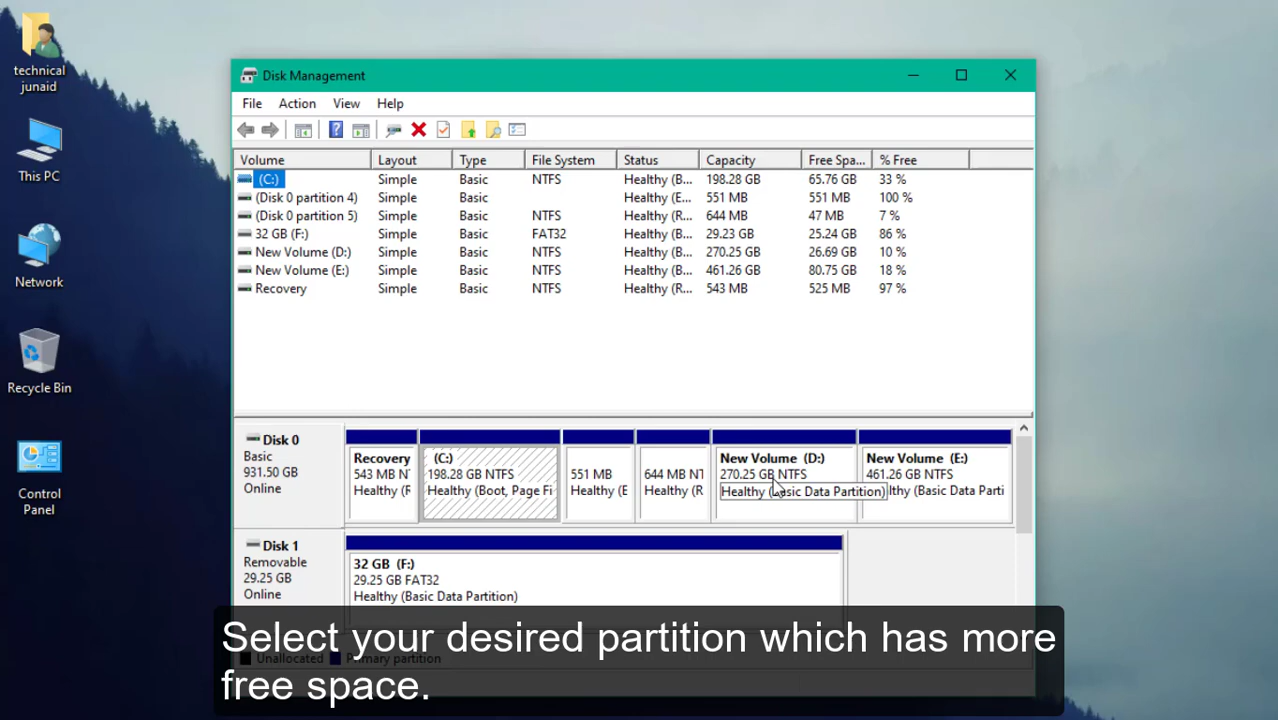 technical
junaid
This PC
Network
Recycle Bin
Control
Panel
Disk Management
File Action View Help
Volume Layout Type File System Status Capacity Free Spa... % Free
(C:) Simple Basic NTFS Healthy (B... 198.28 GB 65.76 GB 33 %
(Disk 0 partition 4) Simple Basic Healthy (E... 551 MB 551 MB 100 %
(Disk 0 partition 5) Simple Basic NTFS Healthy (R... 644 MB 47 MB 7 %
32 GB (F:) Simple Basic FAT32 Healthy (B... 29.23 GB 25.24 GB 86 %
New Volume (D:) Simple Basic NTFS Healthy (B... 270.25 GB 26.69 GB 10 %
New Volume (E:) Simple Basic NTFS Healthy (B... 461.26 GB 80.75 GB 18 %
Recovery Simple Basic NTFS Healthy (R... 543 MB 525 MB 97 %
Disk 0
Basic
931.50 GB
Online
Recovery
543 MB NT
Healthy (R
(C:)
198.28 GB NTFS
Healthy (Boot, Page Fi
551 MB
Healthy (E
644 MB NT
Healthy (R
New Volume (D:)
270.25 GB NTFS
Healthy (Basic Data Partition)
New Volume (E:)
461.26 GB NTFS
lthy (Basic Data Parti
Disk 1
Removable
29.25 GB
Online
32 GB (F:)
29.25 GB FAT32
Healthy (Basic Data Partition)
Unallocated Primary partition
Select your desired partition which has more
free space.